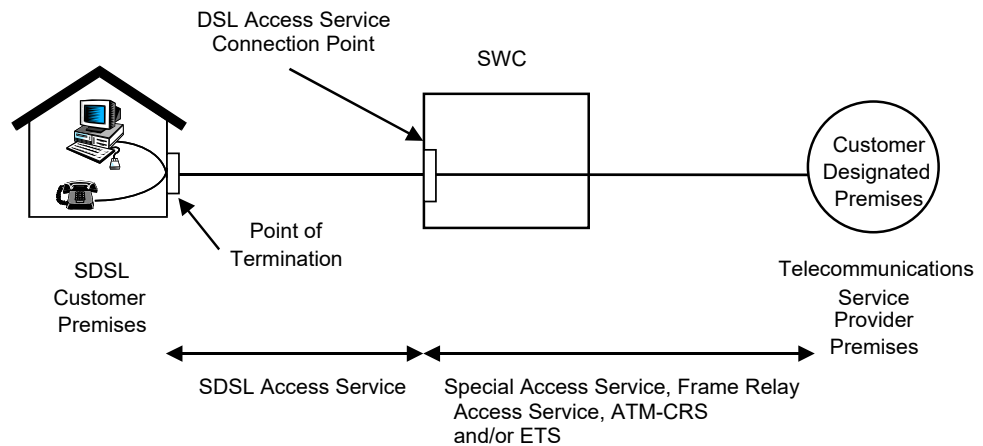 DSL Access Service
Connection Point
SWC
Customer
Designated
Premises
Point of
Termination
SDSL
Customer
Premises
Telecommunications
Service
Provider
Premises
SDSL Access Service
Special Access Service, Frame Relay
Access Service, ATM-CRS
and/or ETS